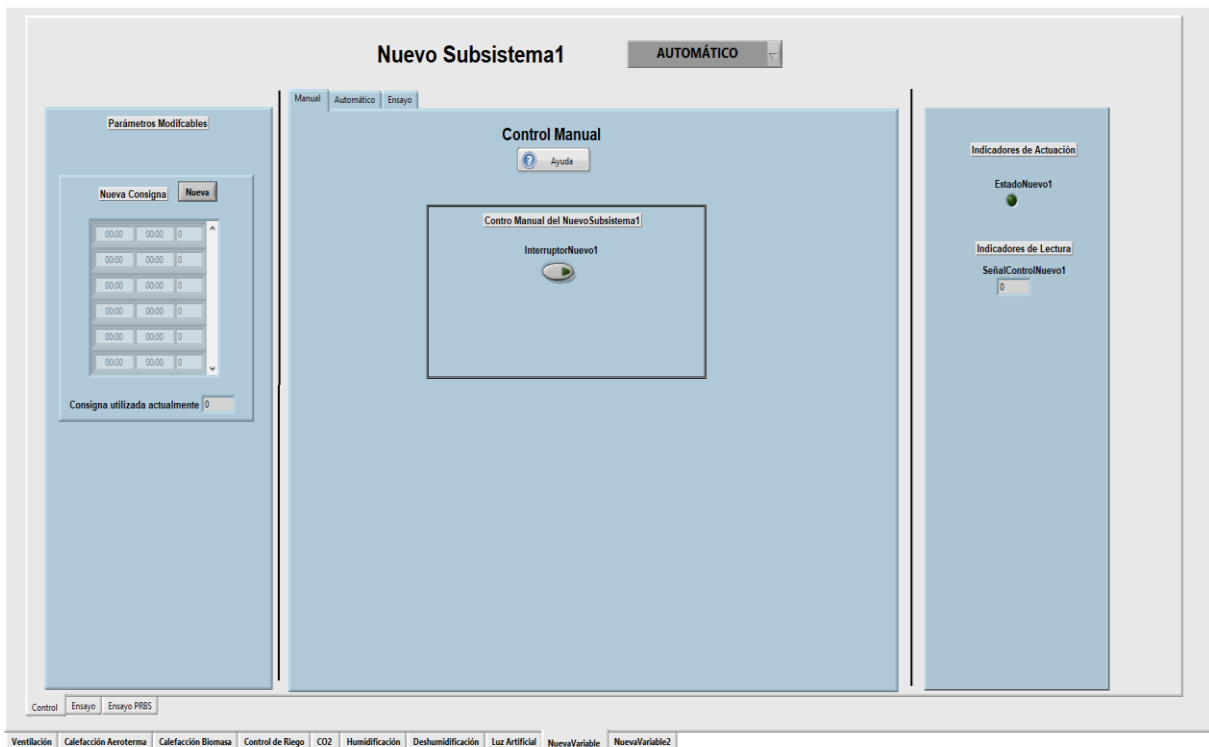 Nuevo Subsistema1
AUTOMÁTICO
Parámetros Modifcables
Nueva Consigna Nueva
00:00 00:00 0
00:00 00:00 0
00:00 00:00 0
00:00 00:00 0
00:00 00:00 0
00:00 00:00 0
Consigna utilizada actualmente 0
Manual Automático Ensayo
Control Manual
Ayuda
Contro Manual del NuevoSubsistema1
InterruptorNuevo1
Indicadores de Actuación
EstadoNuevo1
Indicadores de Lectura
SeñalControlNuevo1
0
Control Ensayo Ensayo PRBS
Ventilación Calefacción Aeroterma Calefacción Biomasa Control de Riego CO2 Humidificación Deshumidificación Luz Artificial NuevaVariable NuevaVariable2